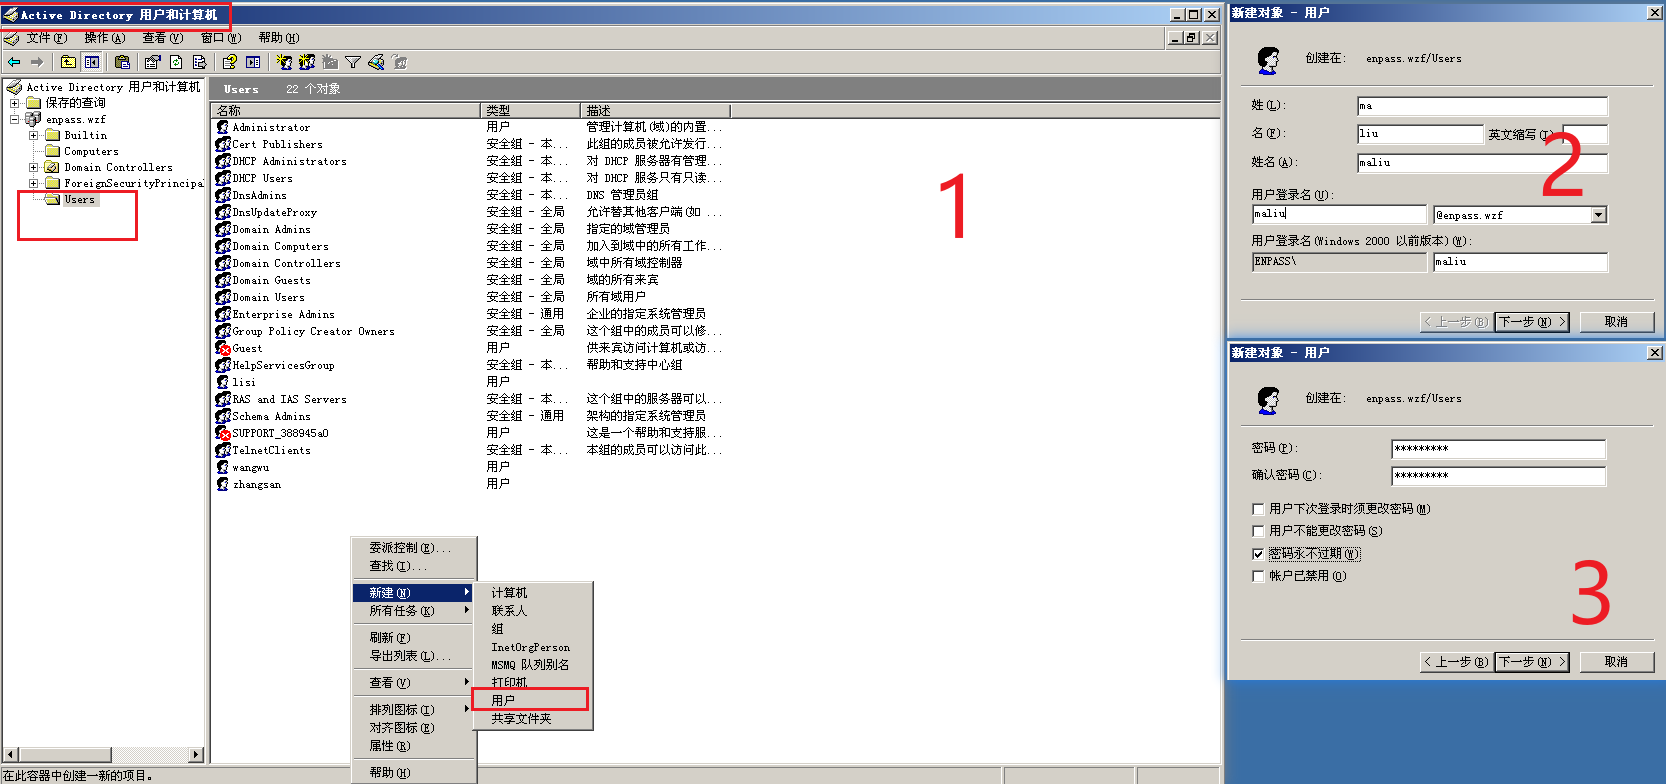 Active Directory 用户和计算机
文件(F) 操作(A) 查看(V) 窗口(W) 帮助(H)
Active Directory 用户和计算机
保存的查询
enpass.wzf
Builtin
Computers
Domain Controllers
ForeignSecurityPrincipal
Users
Users 22 个对象
名称 类型 描述
Administrator 用户 管理计算机(域)的内置...
Cert Publishers 安全组 - 本... 此组的成员被允许发行...
DHCP Administrators 安全组 - 本... 对 DHCP 服务器有管理...
DHCP Users 安全组 - 本... 对 DHCP 服务只有只读...
DnsAdmins 安全组 - 本... DNS 管理员组
DnsUpdateProxy 安全组 - 全局 允许替其他客户端(如 ...
Domain Admins 安全组 - 全局 指定的域管理员
Domain Computers 安全组 - 全局 加入到域中的所有工作...
Domain Controllers 安全组 - 全局 域中所有域控制器
Domain Guests 安全组 - 全局 域的所有来宾
Domain Users 安全组 - 全局 所有域用户
Enterprise Admins 安全组 - 通用 企业的指定系统管理员
Group Policy Creator Owners 安全组 - 全局 这个组中的成员可以修...
Guest 用户 供来宾访问计算机或访...
HelpServicesGroup 安全组 - 本... 帮助和支持中心组
lisi 用户
RAS and IAS Servers 安全组 - 本... 这个组中的服务器可以...
Schema Admins 安全组 - 通用 架构的指定系统管理员
SUPPORT_388945a0 用户 这是一个帮助和支持服...
TelnetClients 安全组 - 本... 本组的成员可以访问此...
wangwu 用户
zhangsan 用户
1
委派控制(E)...
查找(I)...
新建(N)
所有任务(K)
刷新(F)
导出列表(L)...
查看(V)
排列图标(I)
对齐图标(E)
属性(R)
帮助(H)
计算机
联系人
组
InetOrgPerson
MSMQ 队列别名
打印机
用户
共享文件夹
在此容器中创建一新的项目。
新建对象 - 用户
创建在: enpass.wzf/Users
姓(L): ma
名(F): liu 英文缩写(I):
姓名(A): maliu
用户登录名(U):
maliu @enpass.wzf
用户登录名(Windows 2000 以前版本)(W):
ENPASS\ maliu
< 上一步(B) 下一步(N) > 取消
2
新建对象 - 用户
创建在: enpass.wzf/Users
密码(P): *********
确认密码(C): *********
用户下次登录时须更改密码(M)
用户不能更改密码(S)
密码永不过期(W)
帐户已禁用(O)
< 上一步(B) 下一步(N) > 取消
3